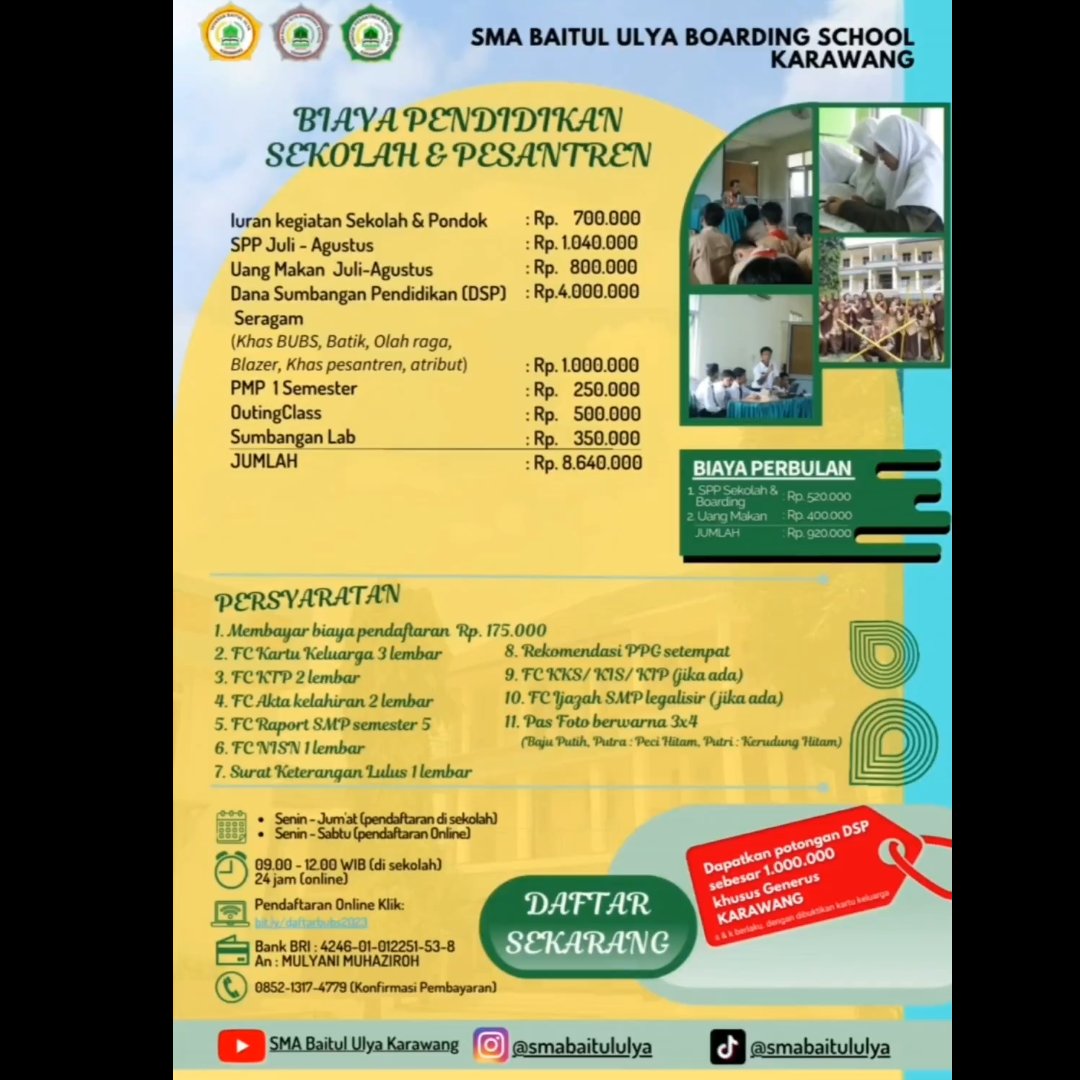 SMA BAITUL ULYA BOARDING SCHOOL
KARAWANG
BIAYA PENDIDIKAN
SEKOLAH & PESANTREN
Iuran kegiatan Sekolah & Pondok : Rp. 700.000
SPP Juli - Agustus : Rp. 1.040.000
Uang Makan Juli-Agustus : Rp. 800.000
Dana Sumbangan Pendidikan (DSP) : Rp.4.000.000
Seragam
(Khas BUBS, Batik, Olah raga,
Blazer, Khas pesantren, atribut) : Rp. 1.000.000
PMP 1 Semester : Rp. 250.000
OutingClass : Rp. 500.000
Sumbangan Lab : Rp. 350.000
JUMLAH : Rp. 8.640.000
BIAYA PERBULAN
1. SPP Sekolah &
Boarding : Rp. 520.000
2. Uang Makan : Rp. 400.000
JUMLAH : Rp. 920.000
PERSYARATAN
1. Membayar biaya pendaftaran Rp. 175.000
2. FC Kartu Keluarga 3 lembar
3. FC KTP 2 lembar
4. FC Akta kelahiran 2 lembar
5. FC Raport SMP semester 5
6. FC NISN 1 lembar
7. Surat Keterangan Lulus 1 lembar
8. Rekomendasi PPG setempat
9. FC KKS/ KIS/ KIP (jika ada)
10. FC Ijazah SMP legalisir (jika ada)
11. Pas Foto berwarna 3x4
(Baju Putih, Putra : Peci Hitam, Putri : Kerudung Hitam)
• Senin - Jum'at (pendaftaran di sekolah)
• Senin - Sabtu (pendaftaran Online)
09.00 - 12.00 WIB (di sekolah)
24 jam (online)
Pendaftaran Online Klik:
bit.ly/daftarbubs2023
Bank BRI : 4246-01-012251-53-8
An : MULYANI MUHAZIROH
0852-1317-4779 (Konfirmasi Pembayaran)
DAFTAR
SEKARANG
Dapatkan potongan DSP
sebesar 1.000.000
khusus Generus
KARAWANG
s & k berlaku, dengan dibuktikan kartu keluarga
SMA Baitul Ulya Karawang
@smabaitululya
@smabaitululya